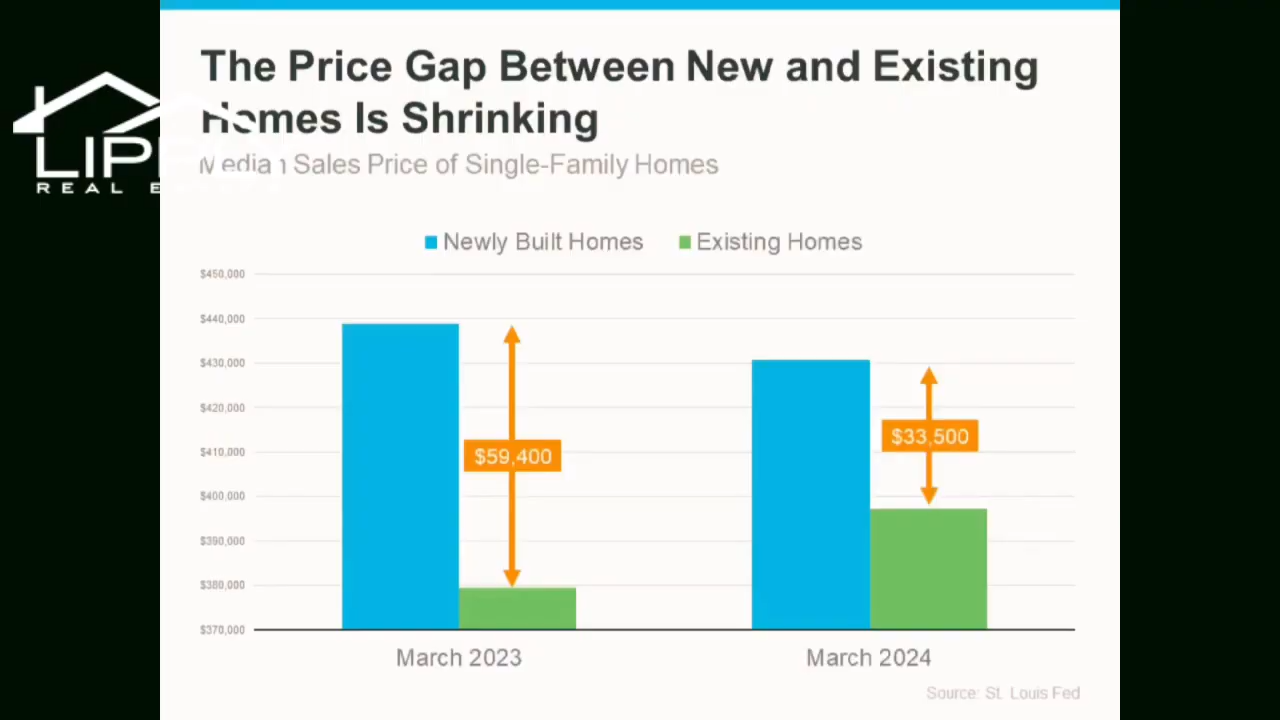 The Price Gap Between New and Existing
Homes Is Shrinking
Median Sales Price of Single-Family Homes
REAL
Newly Built Homes
Existing Homes
$450,000
$440,000
$430,000
$420,000
$410,000
$400,000
$390,000
$380,000
$370,000
$59,400
$33,500
March 2023
March 2024
Source: St. Louis Fed